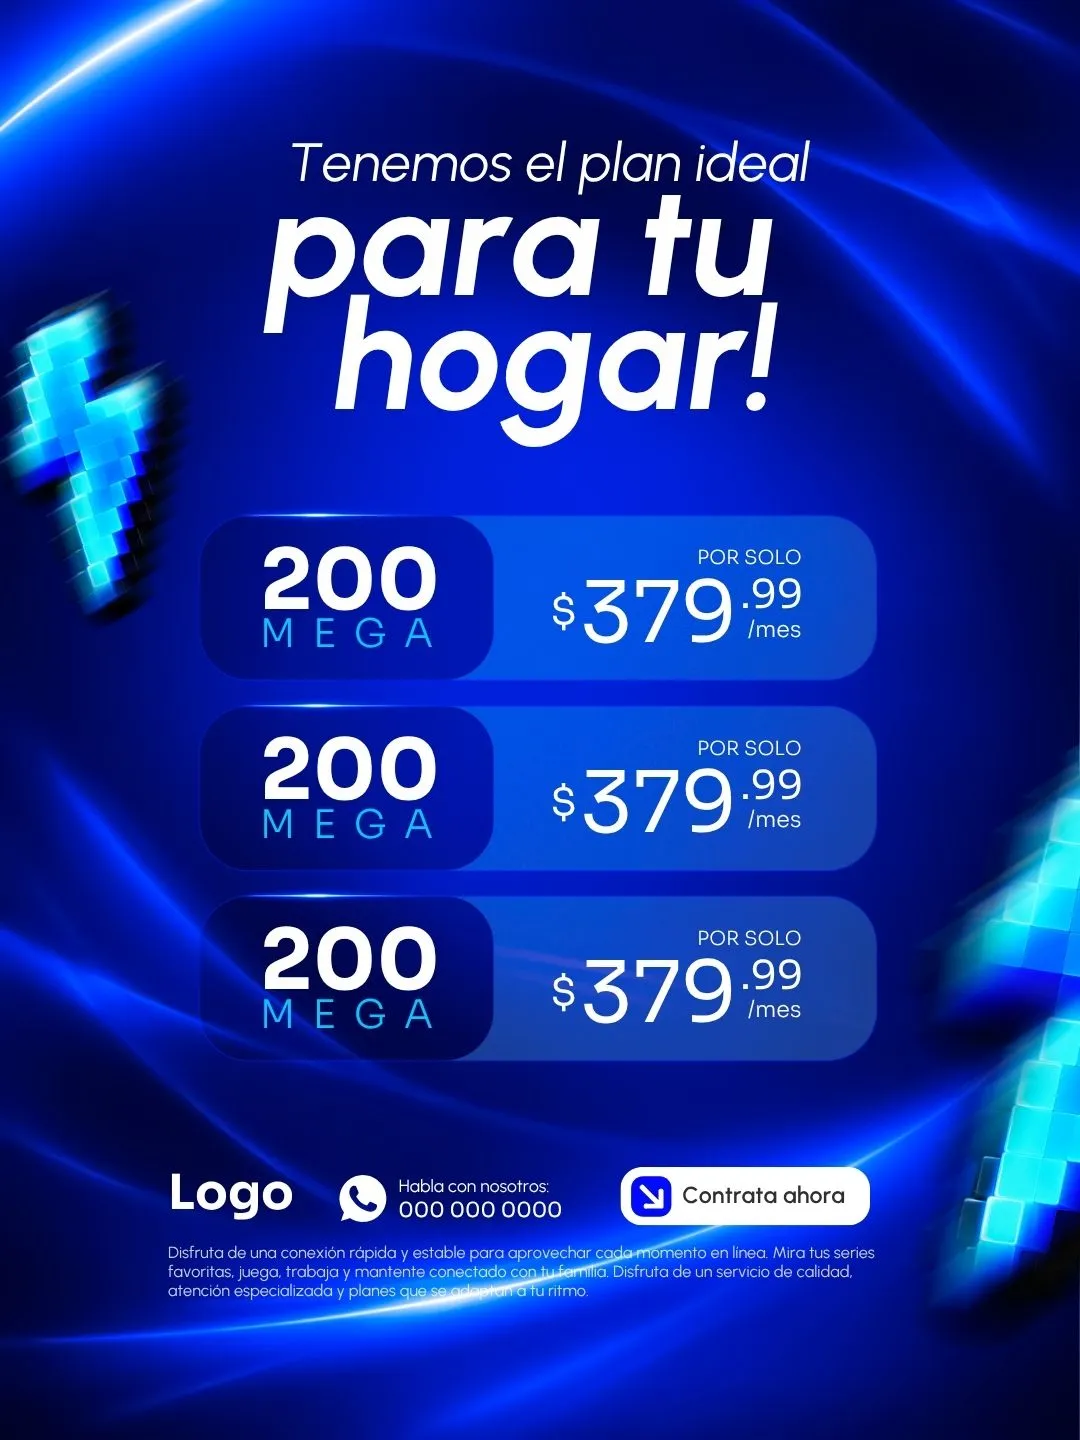 Tenemos el plan ideal
para tu
hogar!
200
MEGA
POR SOLO
$379.99
/mes
200
MEGA
POR SOLO
$379.99
/mes
200
MEGA
POR SOLO
$379.99
/mes
Logo
Habla con nosotros:
000 000 0000
Contrata ahora
Disfruta de una conexión rápida y estable para aprovechar cada momento en línea. Mira tus series
favoritas, juega, trabaja y mantente conectado con tu familia. Disfruta de un servicio de calidad,
atención especializada y planes que se adaptan a tu ritmo.